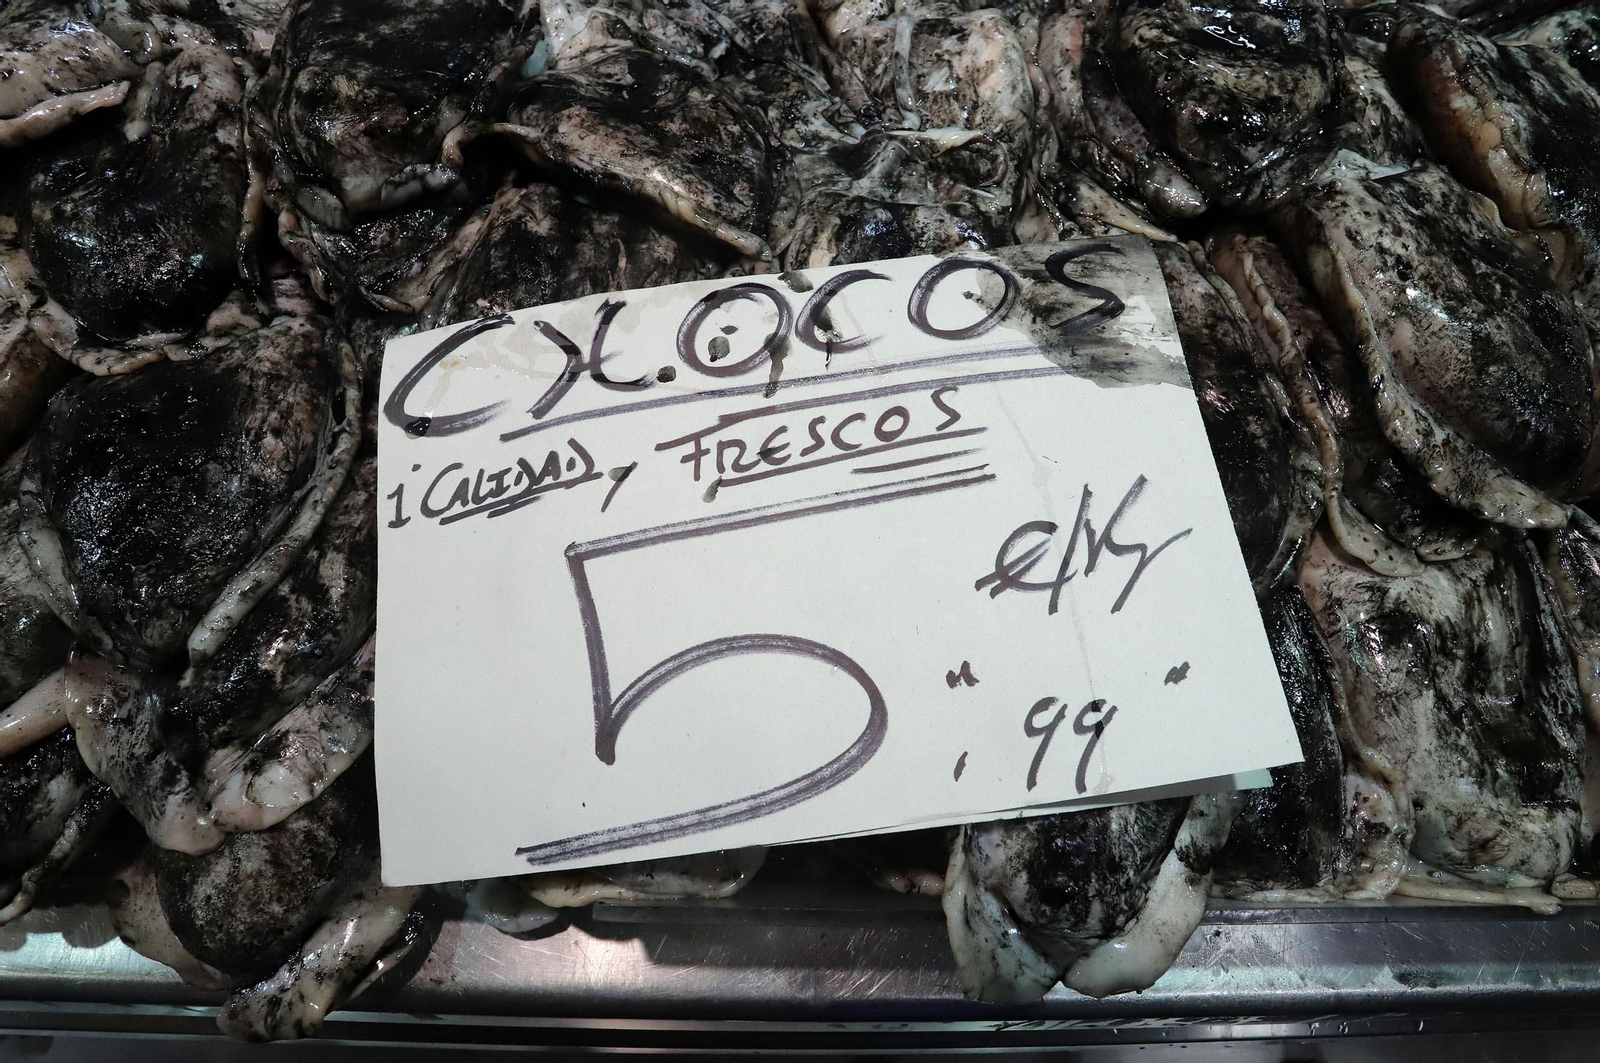 CHOCOS
1ª CALIDAD, FRESCOS
€/Kg
5,"99"